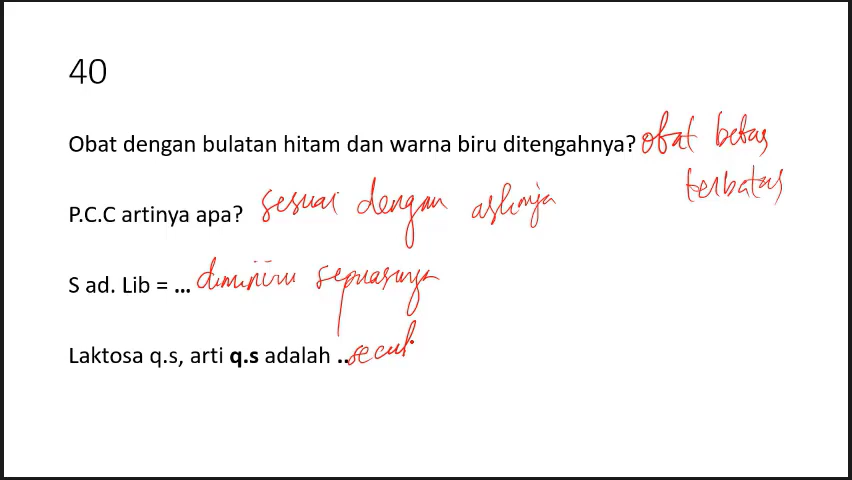 40
Obat dengan bulatan hitam dan warna biru ditengahnya? obat bebas
terbatas
P.C.C artinya apa? sesuai dengan aslinya
S ad. Lib = ... diminum sepuasnya
Laktosa q.s, arti q.s adalah .. secuk